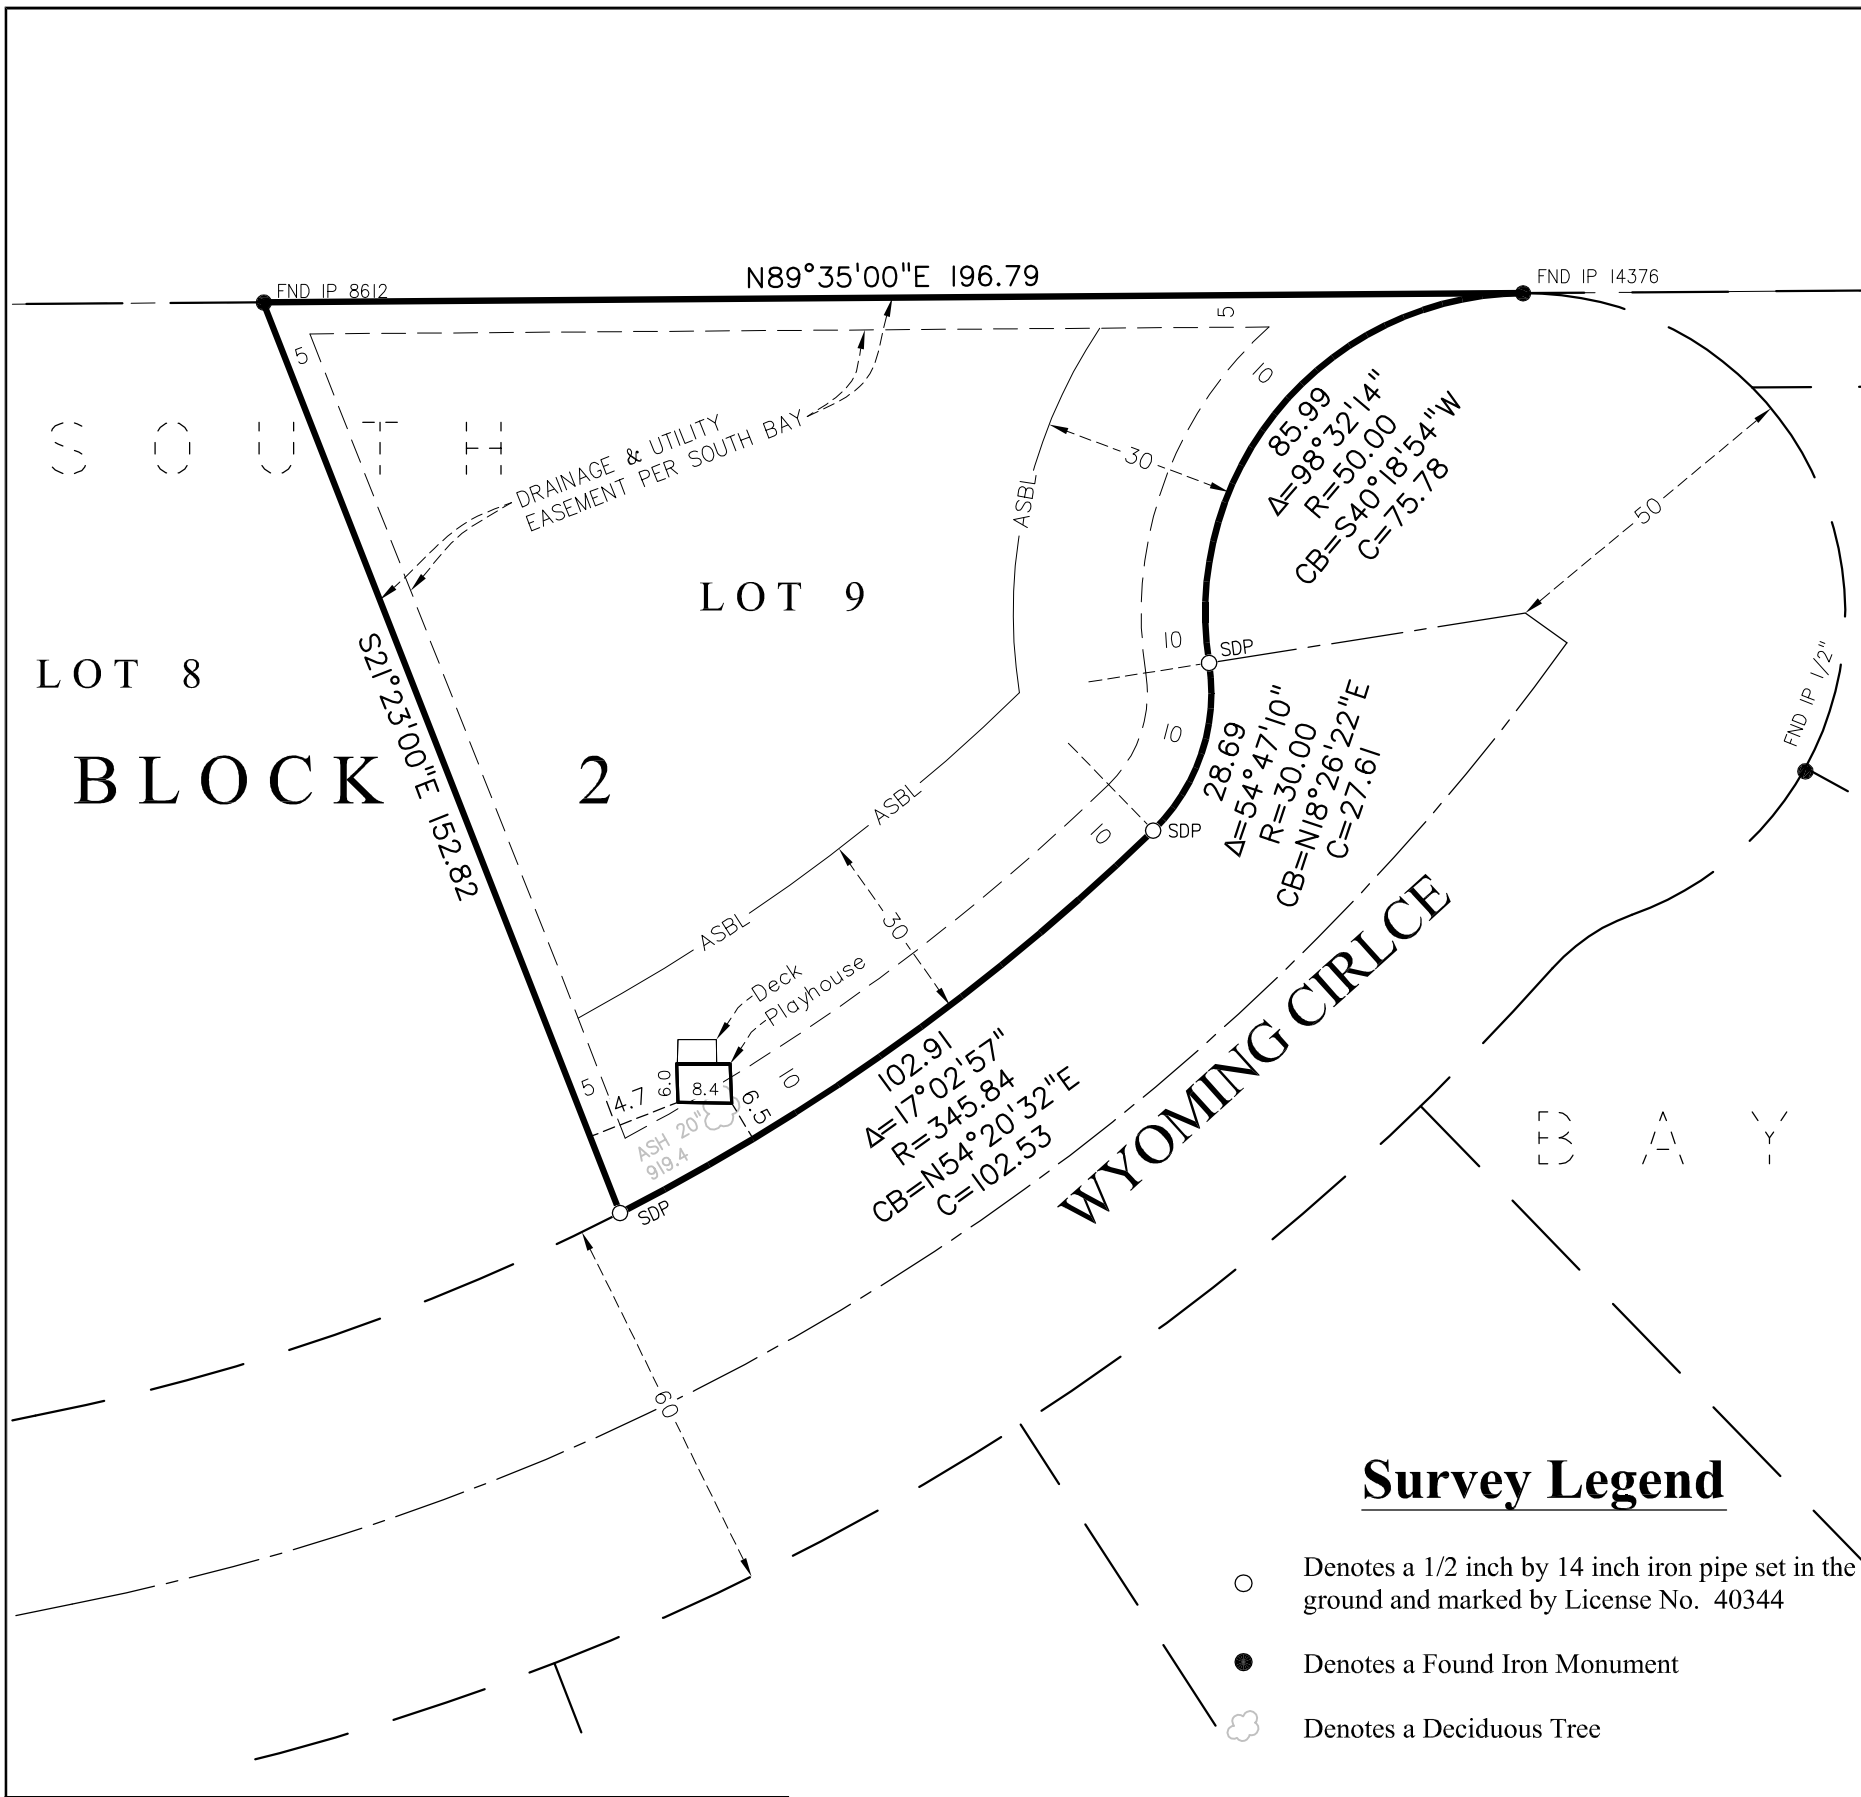 N89°35'00"E 196.79
FND IP 8612
FND IP 14376
5
5
10
SOUTH
DRAINAGE & UTILITY
EASEMENT PER SOUTH BAY
30
ASBL
85.99
Δ=98°32'14"
R=50.00
CB=S40°18'54"W
C=75.78
50
LOT 9
LOT 8
S21°23'00"E 152.82
BLOCK 2
10
SDP
FND IP 1/2"
10
28.69
Δ=54°47'10"
R=30.00
CB=N18°26'22"E
C=27.61
10
SDP
ASBL
ASBL
30
Deck
Playhouse
5
14.7
6.0
8.4
6.5
10
ASH 20"
919.4
SDP
102.91
Δ=17°02'57"
R=345.84
CB=N54°20'32"E
C=102.53
WYOMING CIRLCE
BAY
60
Survey Legend
Denotes a 1/2 inch by 14 inch iron pipe set in the
ground and marked by License No. 40344
Denotes a Found Iron Monument
Denotes a Deciduous Tree